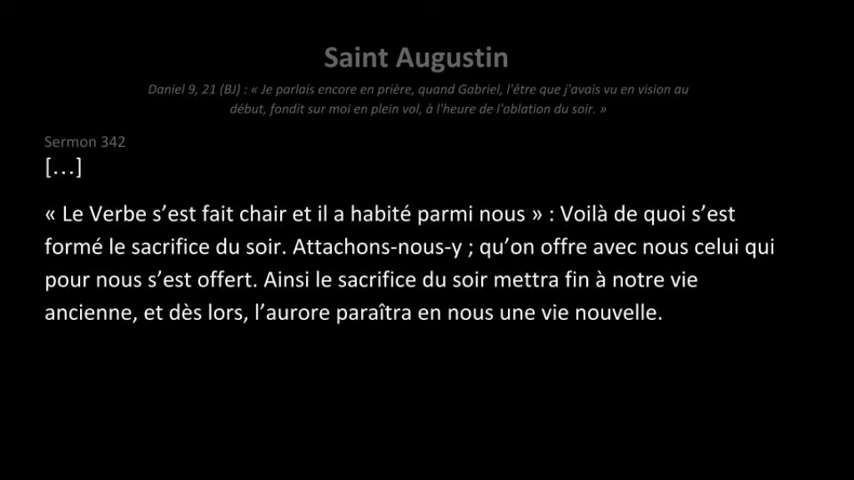 Saint Augustin
Daniel 9, 21 (BJ) : « Je parlais encore en prière, quand Gabriel, l'être que j'avais vu en vision au
début, fondit sur moi en plein vol, à l'heure de l'oblation du soir. »
Sermon 342
[…]
« Le Verbe s’est fait chair et il a habité parmi nous » : Voilà de quoi s’est
formé le sacrifice du soir. Attachons-nous-y ; qu’on offre avec nous celui qui
pour nous s’est offert. Ainsi le sacrifice du soir mettra fin à notre vie
ancienne, et dès lors, l’aurore paraîtra en nous une vie nouvelle.